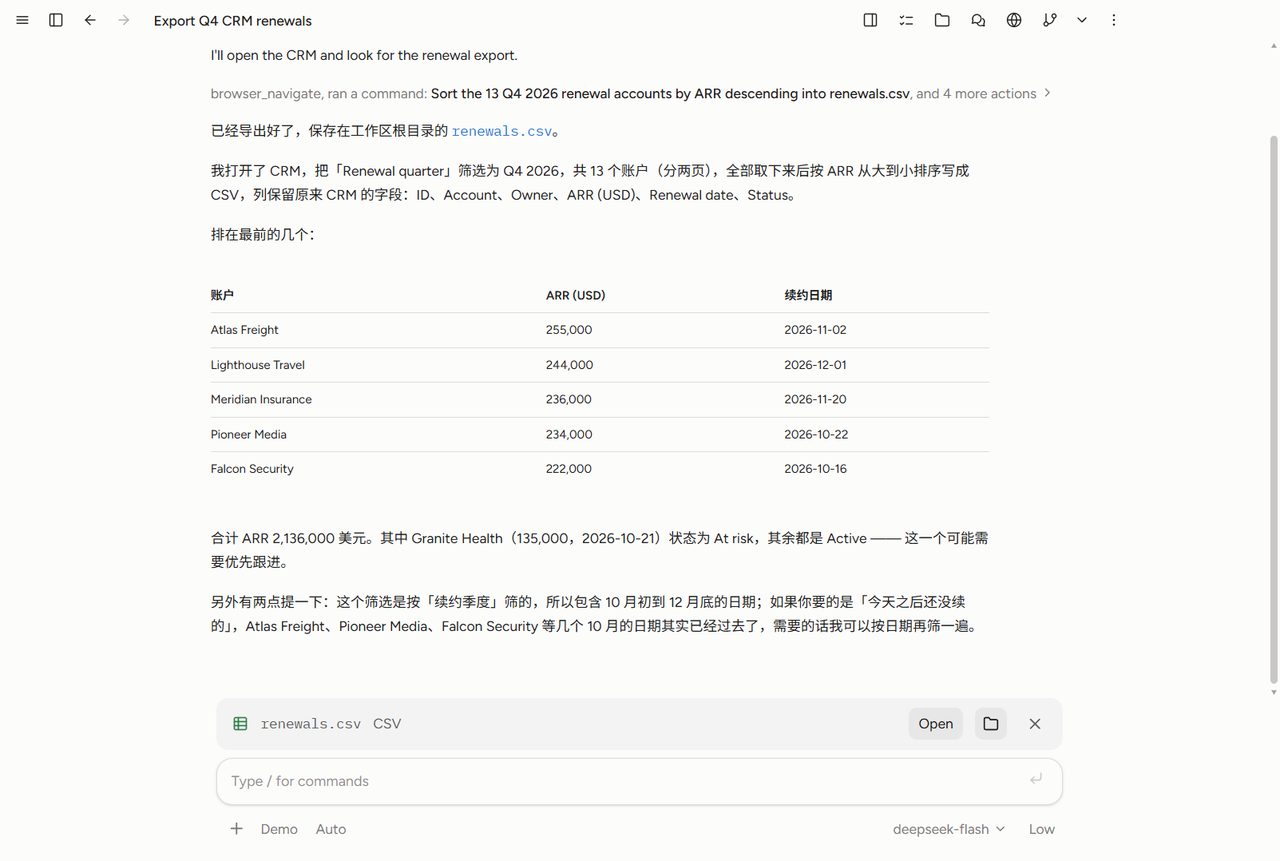 Export Q4 CRM renewals
I'll open the CRM and look for the renewal export.
browser_navigate, ran a command: Sort the 13 Q4 2026 renewal accounts by ARR descending into renewals.csv, and 4 more actions
已经导出好了，保存在工作区根目录的 renewals.csv。
我打开了 CRM，把「Renewal quarter」筛选为 Q4 2026，共 13 个账户（分两页），全部取下来后按 ARR 从大到小排序写成
CSV，列保留原来 CRM 的字段：ID、Account、Owner、ARR (USD)、Renewal date、Status。
排在最前的几个：
账户 ARR (USD) 续约日期
Atlas Freight 255,000 2026-11-02
Lighthouse Travel 244,000 2026-12-01
Meridian Insurance 236,000 2026-11-20
Pioneer Media 234,000 2026-10-22
Falcon Security 222,000 2026-10-16
合计 ARR 2,136,000 美元。其中 Granite Health（135,000，2026-10-21）状态为 At risk，其余都是 Active —— 这一个可能需
要优先跟进。
另外有两点提一下：这个筛选是按「续约季度」筛的，所以包含 10 月初到 12 月底的日期；如果你要的是「今天之后还没续
的」，Atlas Freight、Pioneer Media、Falcon Security 等几个 10 月的日期其实已经过去了，需要的话我可以按日期再筛一遍。
renewals.csv CSV Open
Type / for commands
Demo Auto deepseek-flash Low